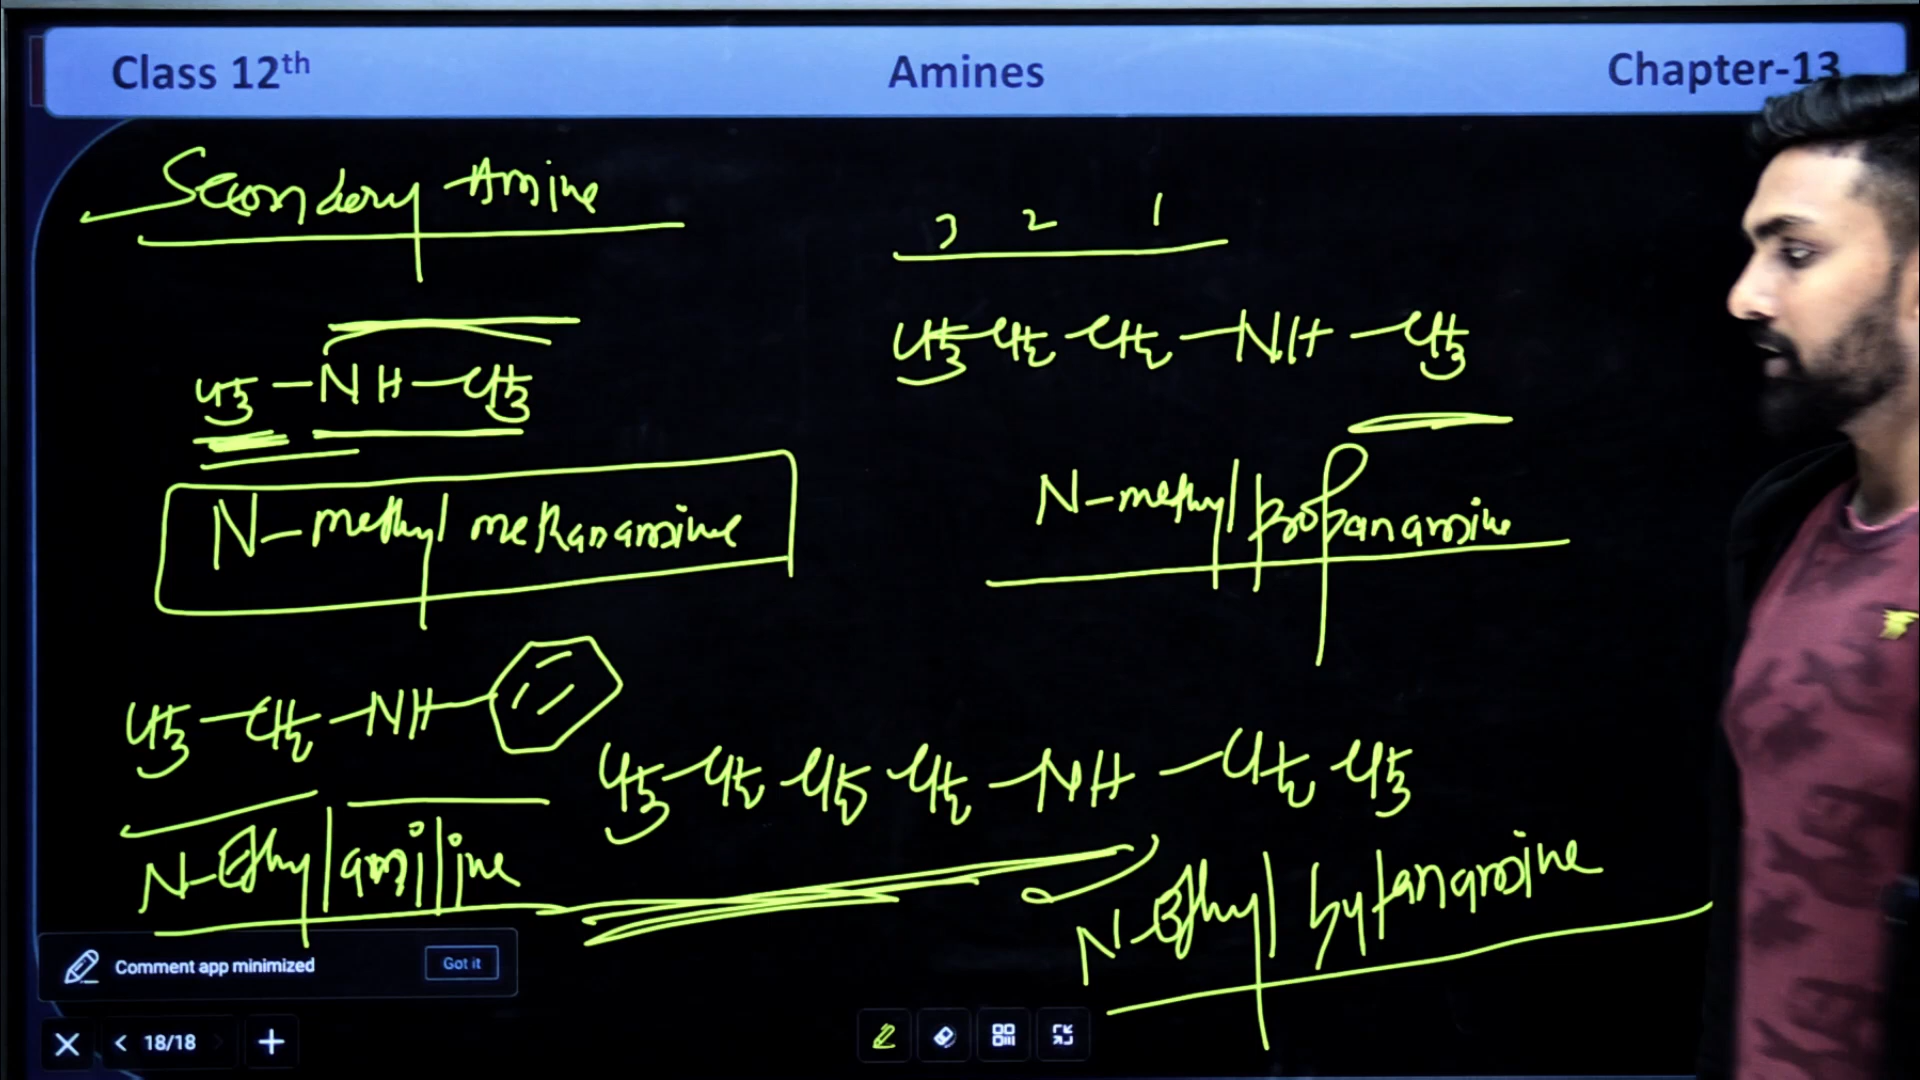 Class 12th
Amines
Chapter-13
Secondary Amine
3 2 1
CH3-NH-CH3
CH3-CH2-CH2-NH-CH3
N-methyl methanamine
N-methyl propanamine
CH3-CH2-NH-
CH3-CH2-CH2-CH2-NH-CH2CH3
N-Ethyl aniline
N-Ethyl butanamine
Comment app minimized
Got it
18/18